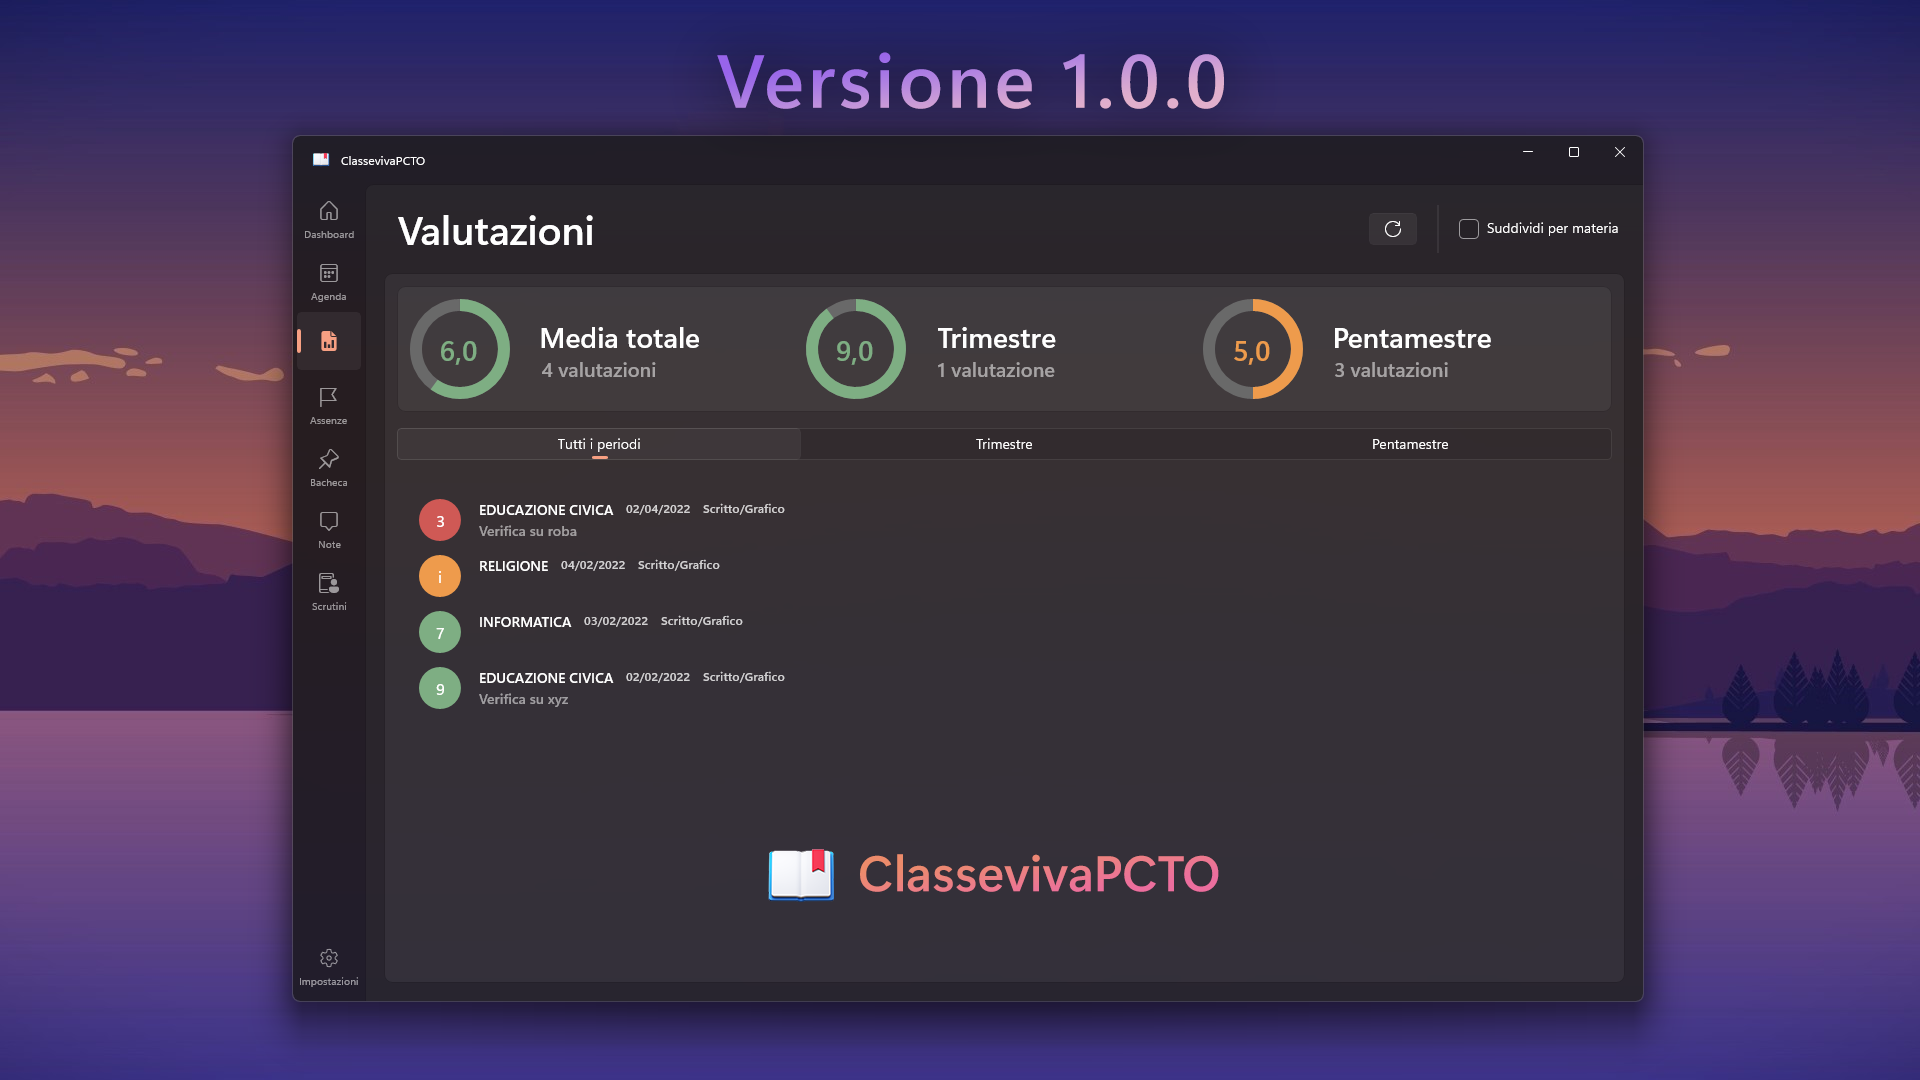 Versione 1.0.0
ClassevivaPCTO
Dashboard
Agenda
Assenze
Bacheca
Note
Scrutini
Impostazioni
Valutazioni
Suddividi per materia
6,0
Media totale
4 valutazioni
9,0
Trimestre
1 valutazione
5,0
Pentamestre
3 valutazioni
Tutti i periodi
Trimestre
Pentamestre
3
EDUCAZIONE CIVICA 02/04/2022 Scritto/Grafico
Verifica su roba
i
RELIGIONE 04/02/2022 Scritto/Grafico
7
INFORMATICA 03/02/2022 Scritto/Grafico
9
EDUCAZIONE CIVICA 02/02/2022 Scritto/Grafico
Verifica su xyz
ClassevivaPCTO